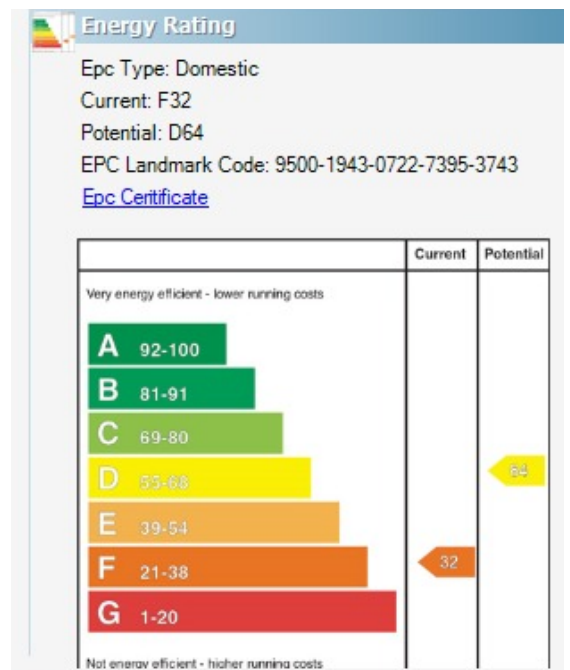 Energy Rating
Epc Type: Domestic
Current: F32
Potential: D64
EPC Landmark Code: 9500-1943-0722-7395-3743
Epc Ceritificate
Current Potential
Very energy efficient - lower running costs
A 92-100
B 81-91
C 69-80
D 55-68
64
E 39-54
F 21-38
32
G 1-20
Not energy efficient - higher running costs